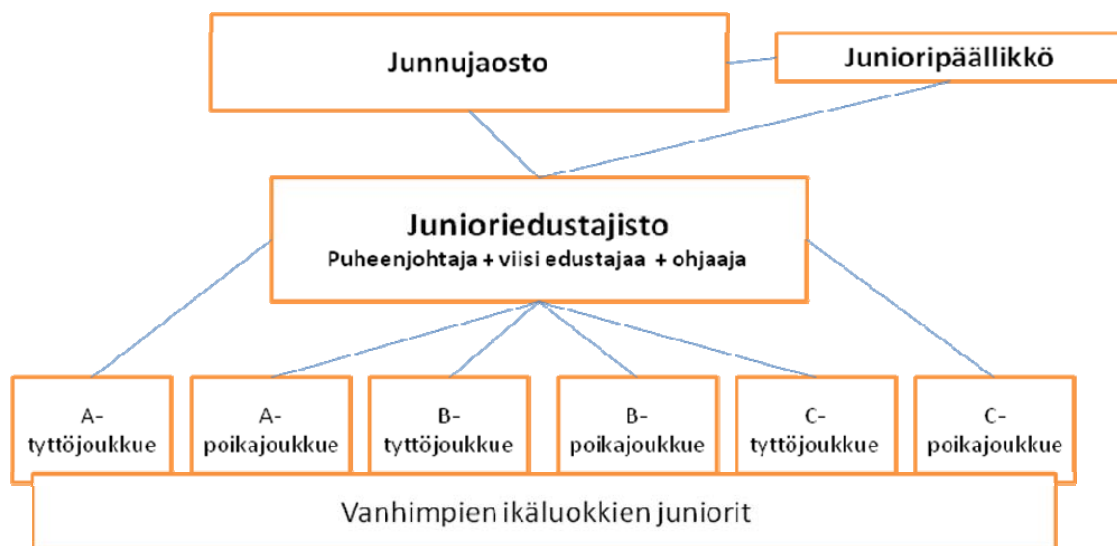 Junnujaosto
Junioripäällikkö
Junioriedustajisto
Puheenjohtaja + viisi edustajaa + ohjaaja
A-
tyttöjoukkue
A-
poikajoukkue
B-
tyttöjoukkue
B-
poikajoukkue
C-
tyttöjoukkue
C-
poikajoukkue
Vanhimpien ikäluokkien juniorit